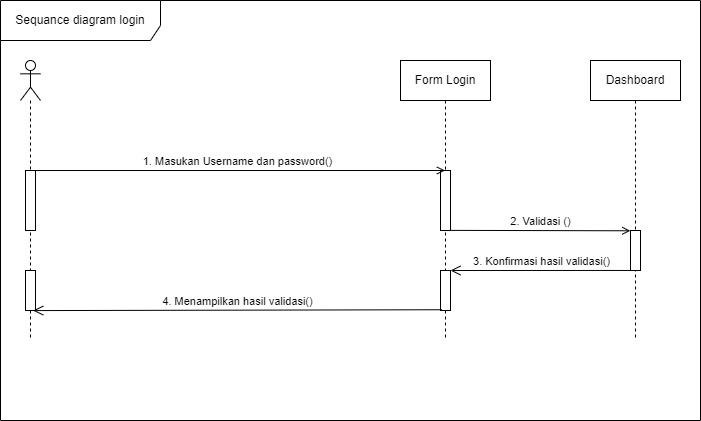 Sequance diagram login
Form Login
Dashboard
1. Masukan Username dan password()
2. Validasi ()
3. Konfirmasi hasil validasi()
4. Menampilkan hasil validasi()